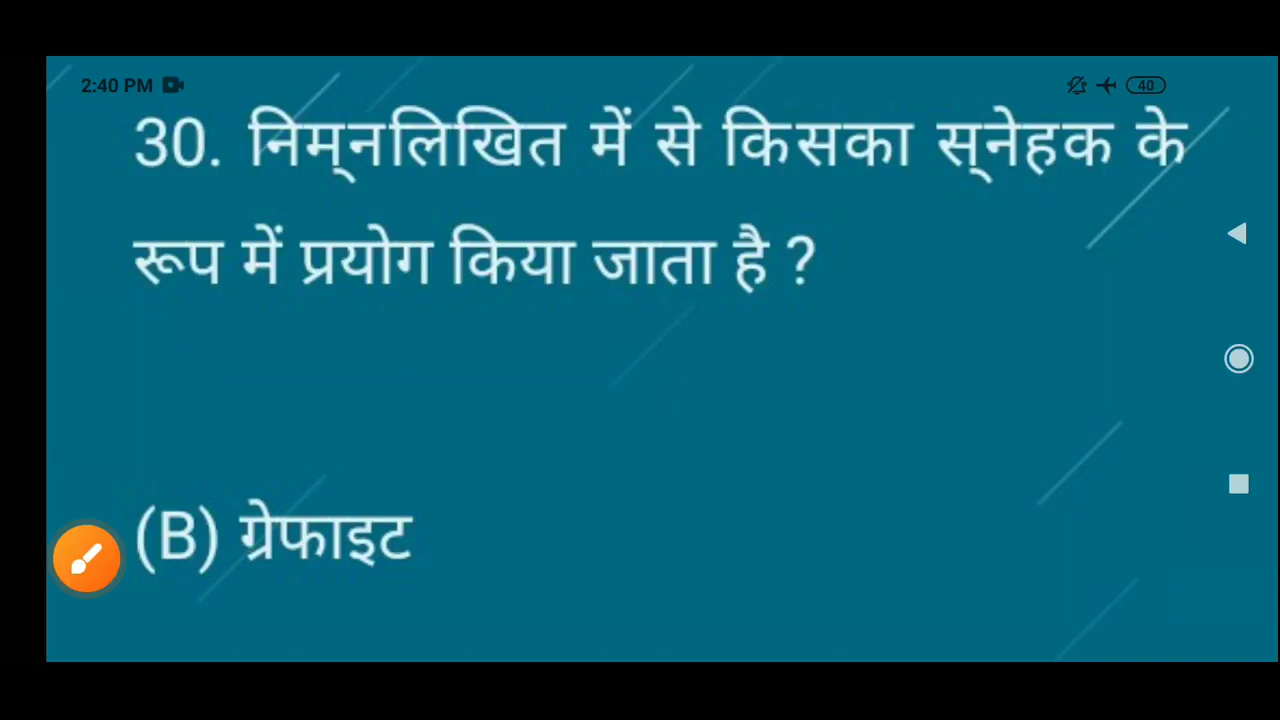 2:40 PM 40
30. निम्नलिखित में से किसका स्नेहक के
रूप में प्रयोग किया जाता है ?
(B) ग्रेफाइट